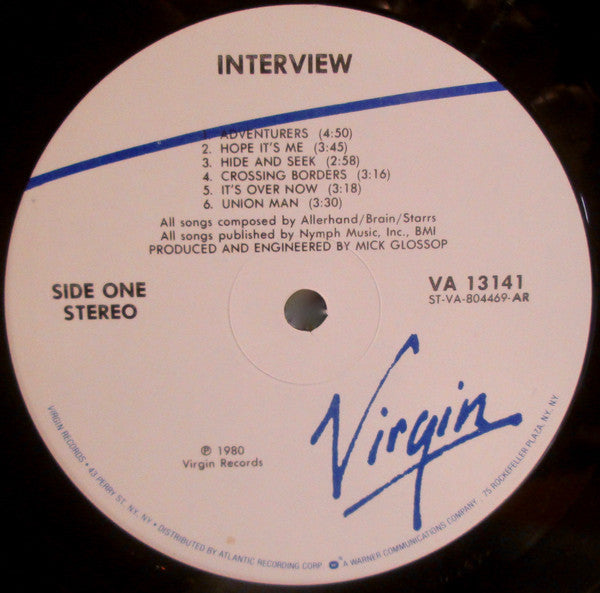 INTERVIEW
1. ADVENTURERS (4:50)
2. HOPE IT'S ME (3:45)
3. HIDE AND SEEK (2:58)
4. CROSSING BORDERS (3:16)
5. IT'S OVER NOW (3:18)
6. UNION MAN (3:30)
All songs composed by Allerhand/Brain/Starrs
All songs published by Nymph Music, Inc., BMI
PRODUCED AND ENGINEERED BY MICK GLOSSOP
SIDE ONE
STEREO
VA 13141
ST-VA-804469-AR
℗ 1980
Virgin Records
Virgin
VIRGIN RECORDS • 43 PERRY ST. NY, NY • DISTRIBUTED BY ATLANTIC RECORDING CORP. A WARNER COMMUNICATIONS COMPANY • 75 ROCKEFELLER PLAZA, NY. NY.